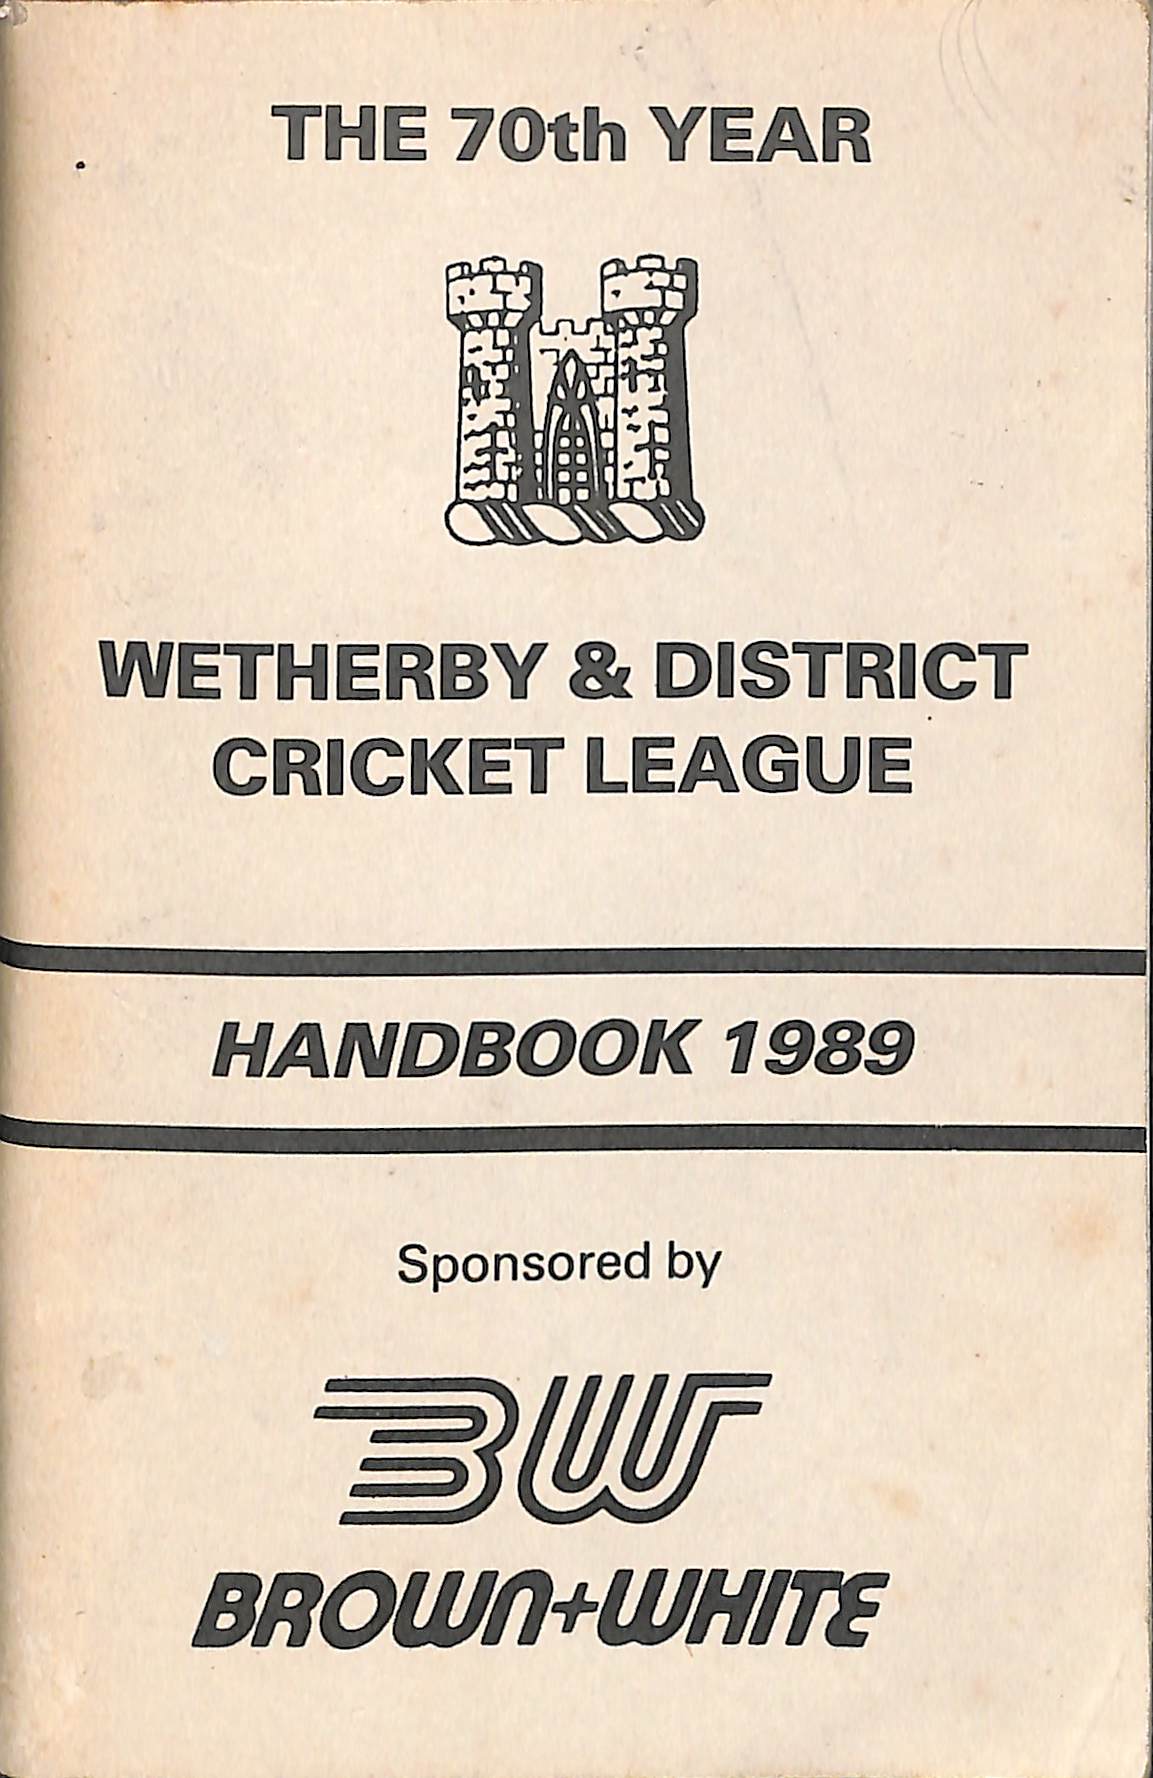 THE 70th YEAR
WETHERBY & DISTRICT
CRICKET LEAGUE
HANDBOOK 1989
Sponsored by
BW
BROWN+WHITE